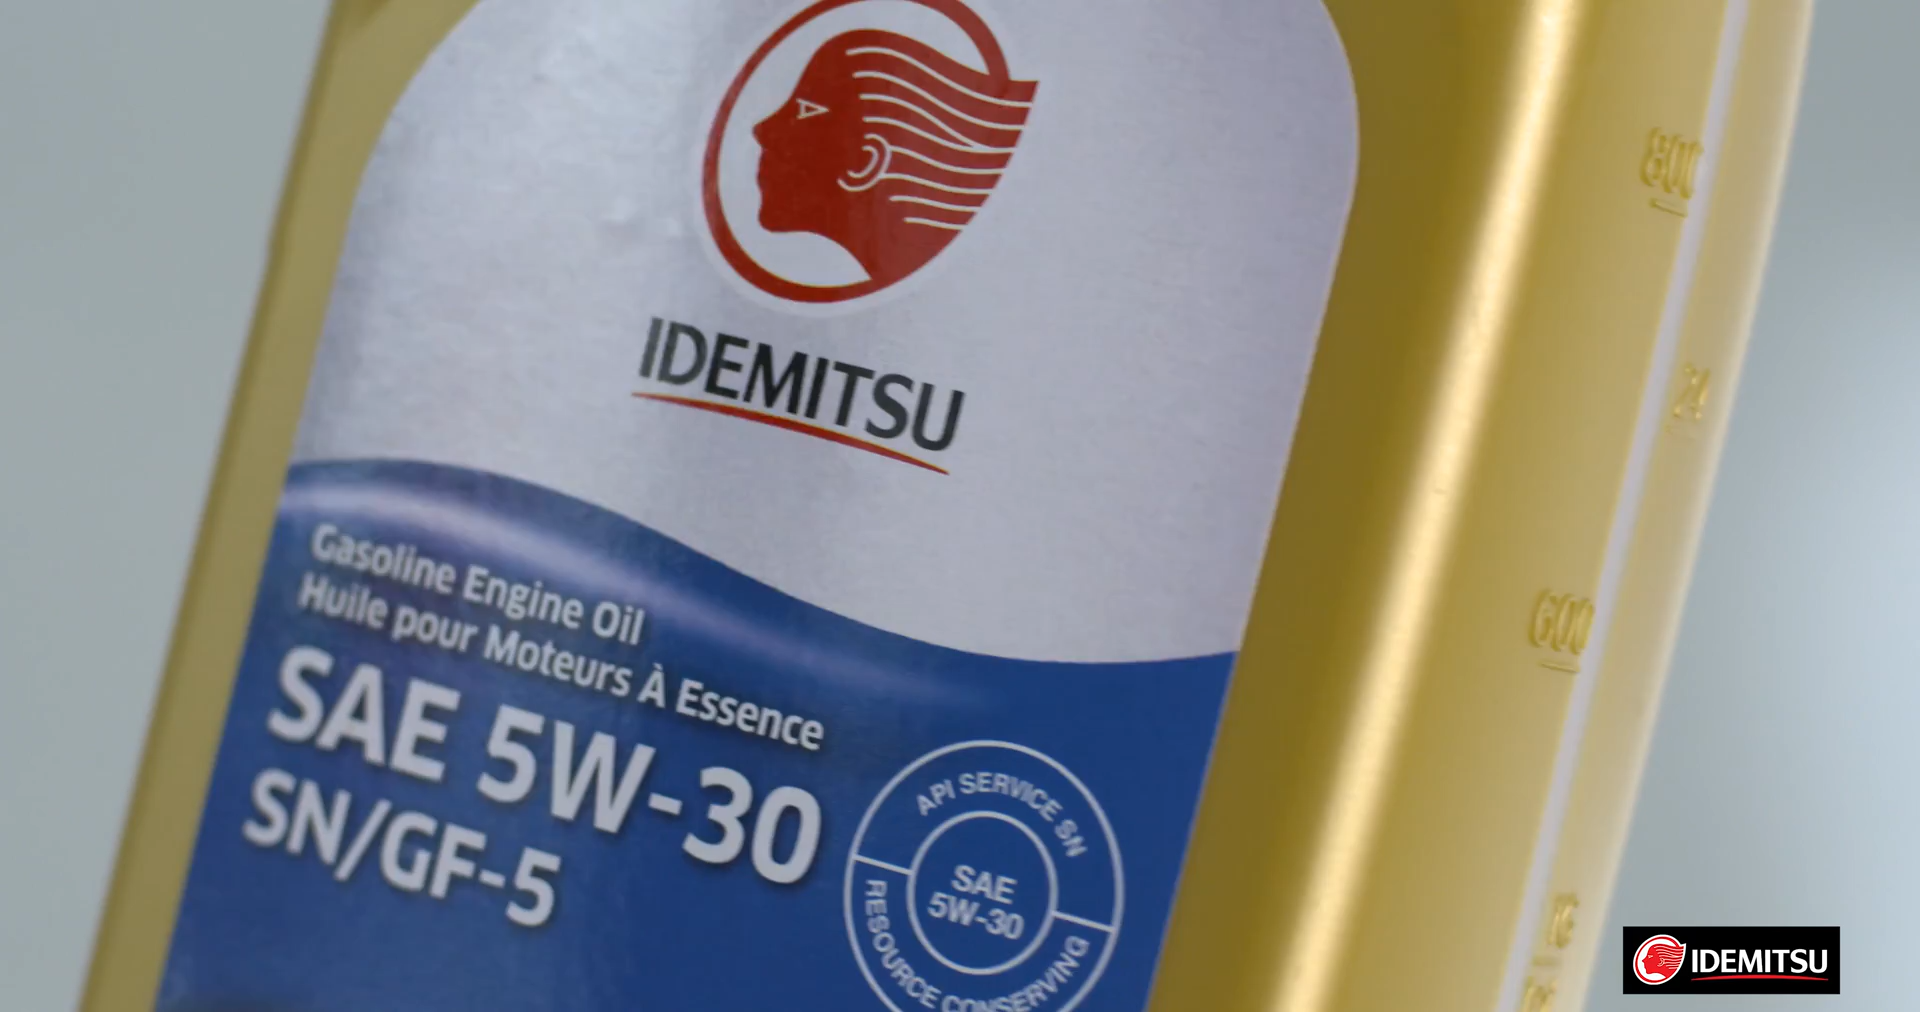 IDEMITSU
Gasoline Engine Oil
Huile pour Moteurs À Essence
SAE 5W-30
SN/GF-5
API SERVICE SN
SAE
5W-30
RESOURCE CONSERVING
800
24
600
IDEMITSU